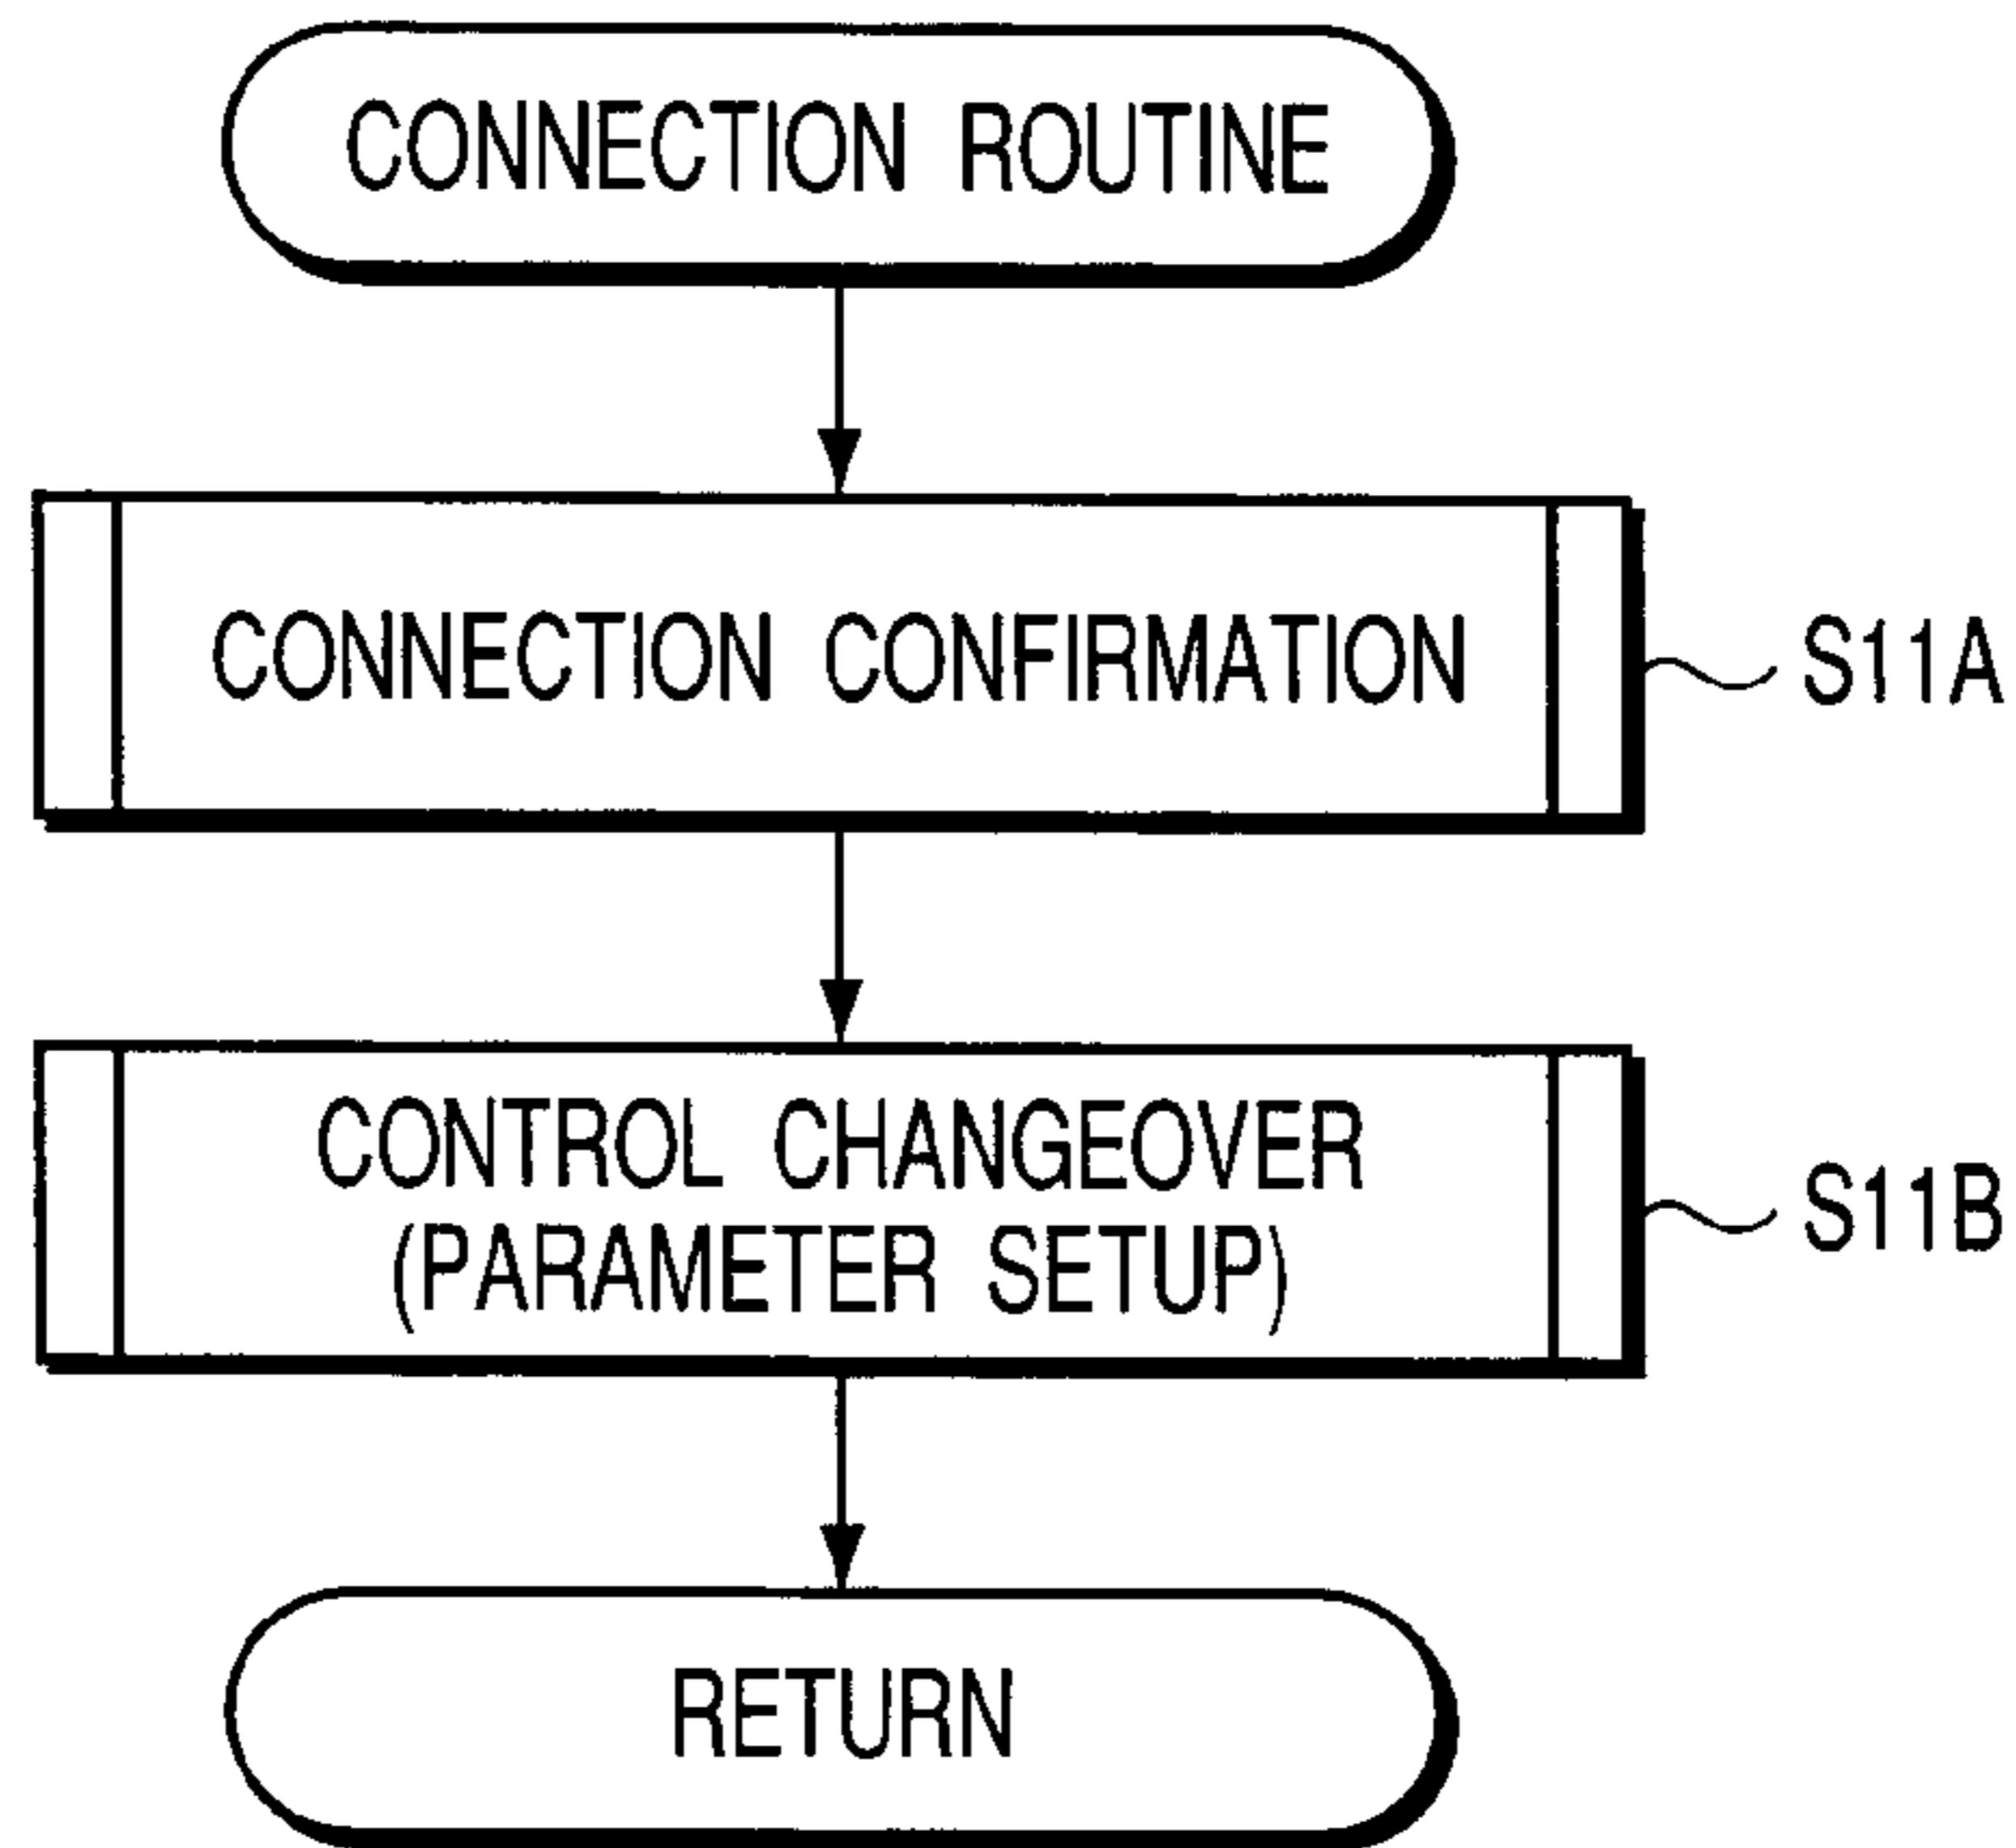 CONNECTION ROUTINE
CONNECTION CONFIRMATION
S11A
CONTROL CHANGEOVER
(PARAMETER SETUP)
S11B
RETURN